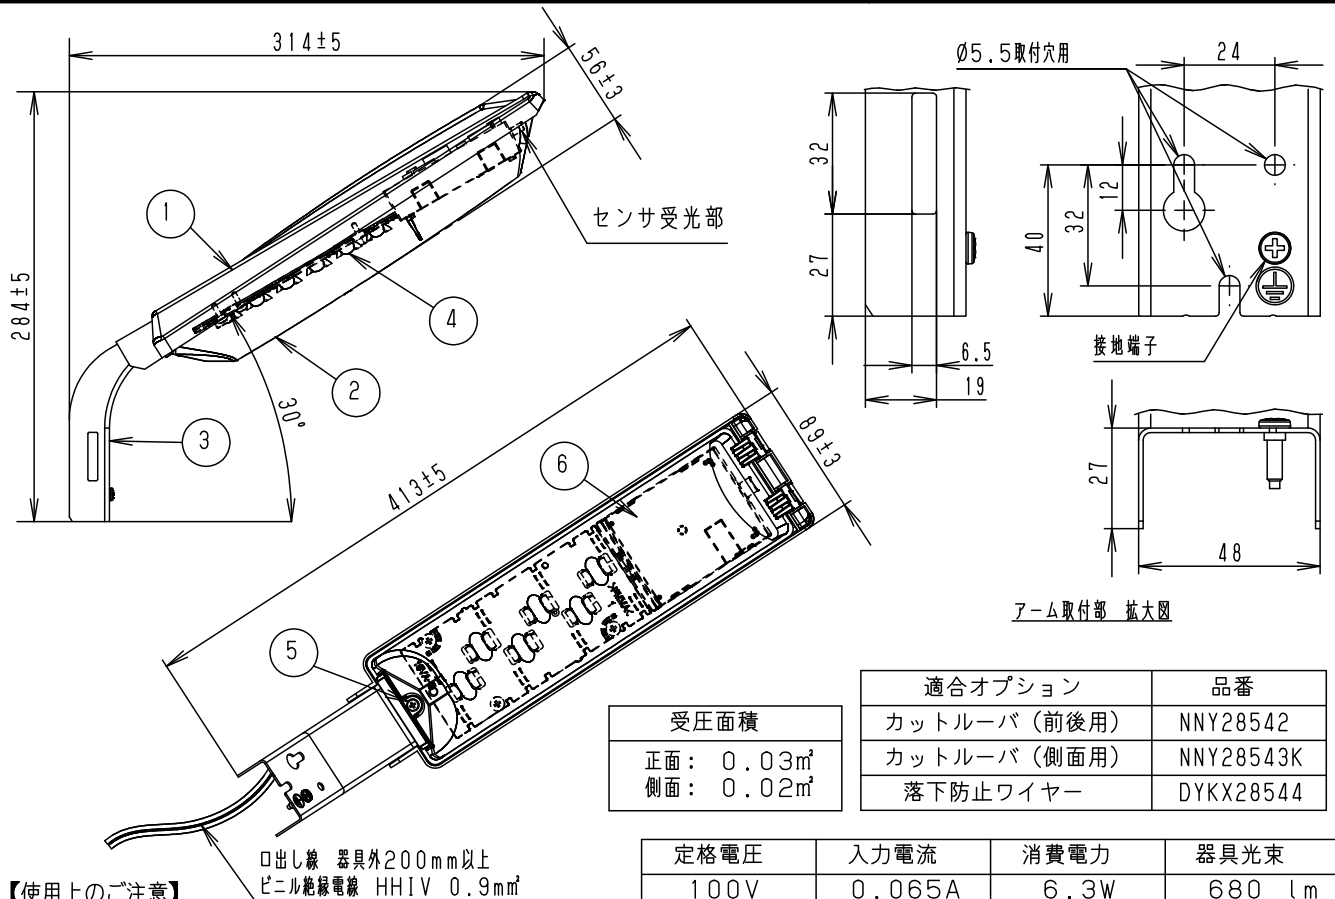 314±5
56±3
284±5
センサ受光部
1
4
2
3
30°
Ø5.5取付穴用
24
32
27
6.5
19
12
32
40
接地端子
27
48
アーム取付部 拡大図
413±5
89±3
6
5
受圧面積
正面: 0.03㎡
側面: 0.02㎡
適合オプション 品番
カットルーバ(前後用) NNY28542
カットルーバ(側面用) NNY28543K
落下防止ワイヤー DYKX28544
口出し線 器具外200mm以上
ビニル絶縁電線 HHIV 0.9m㎡
定格電圧 入力電流 消費電力 器具光束
100V 0.065A 6.3W 680 lm
【使用上のご注意】